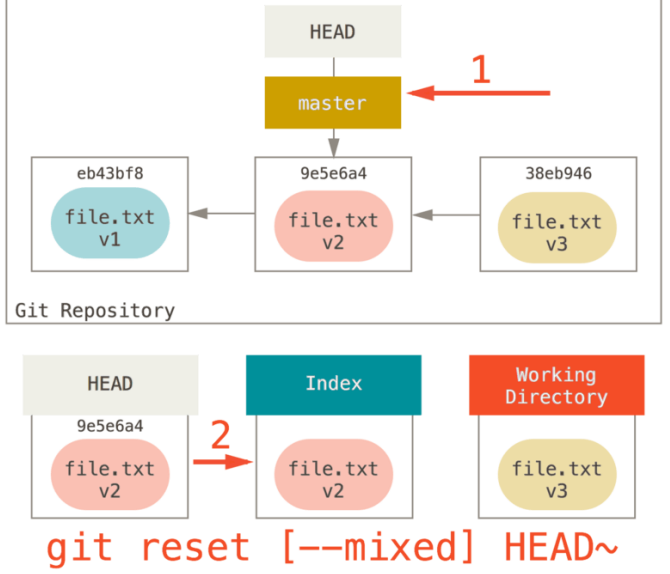 HEAD
1
master
eb43bf8
9e5e6a4
38eb946
file.txt
v1
file.txt
v2
file.txt
v3
Git Repository
HEAD
Index
Working
Directory
9e5e6a4
2
file.txt
v2
file.txt
v2
file.txt
v3
git reset [--mixed] HEAD~